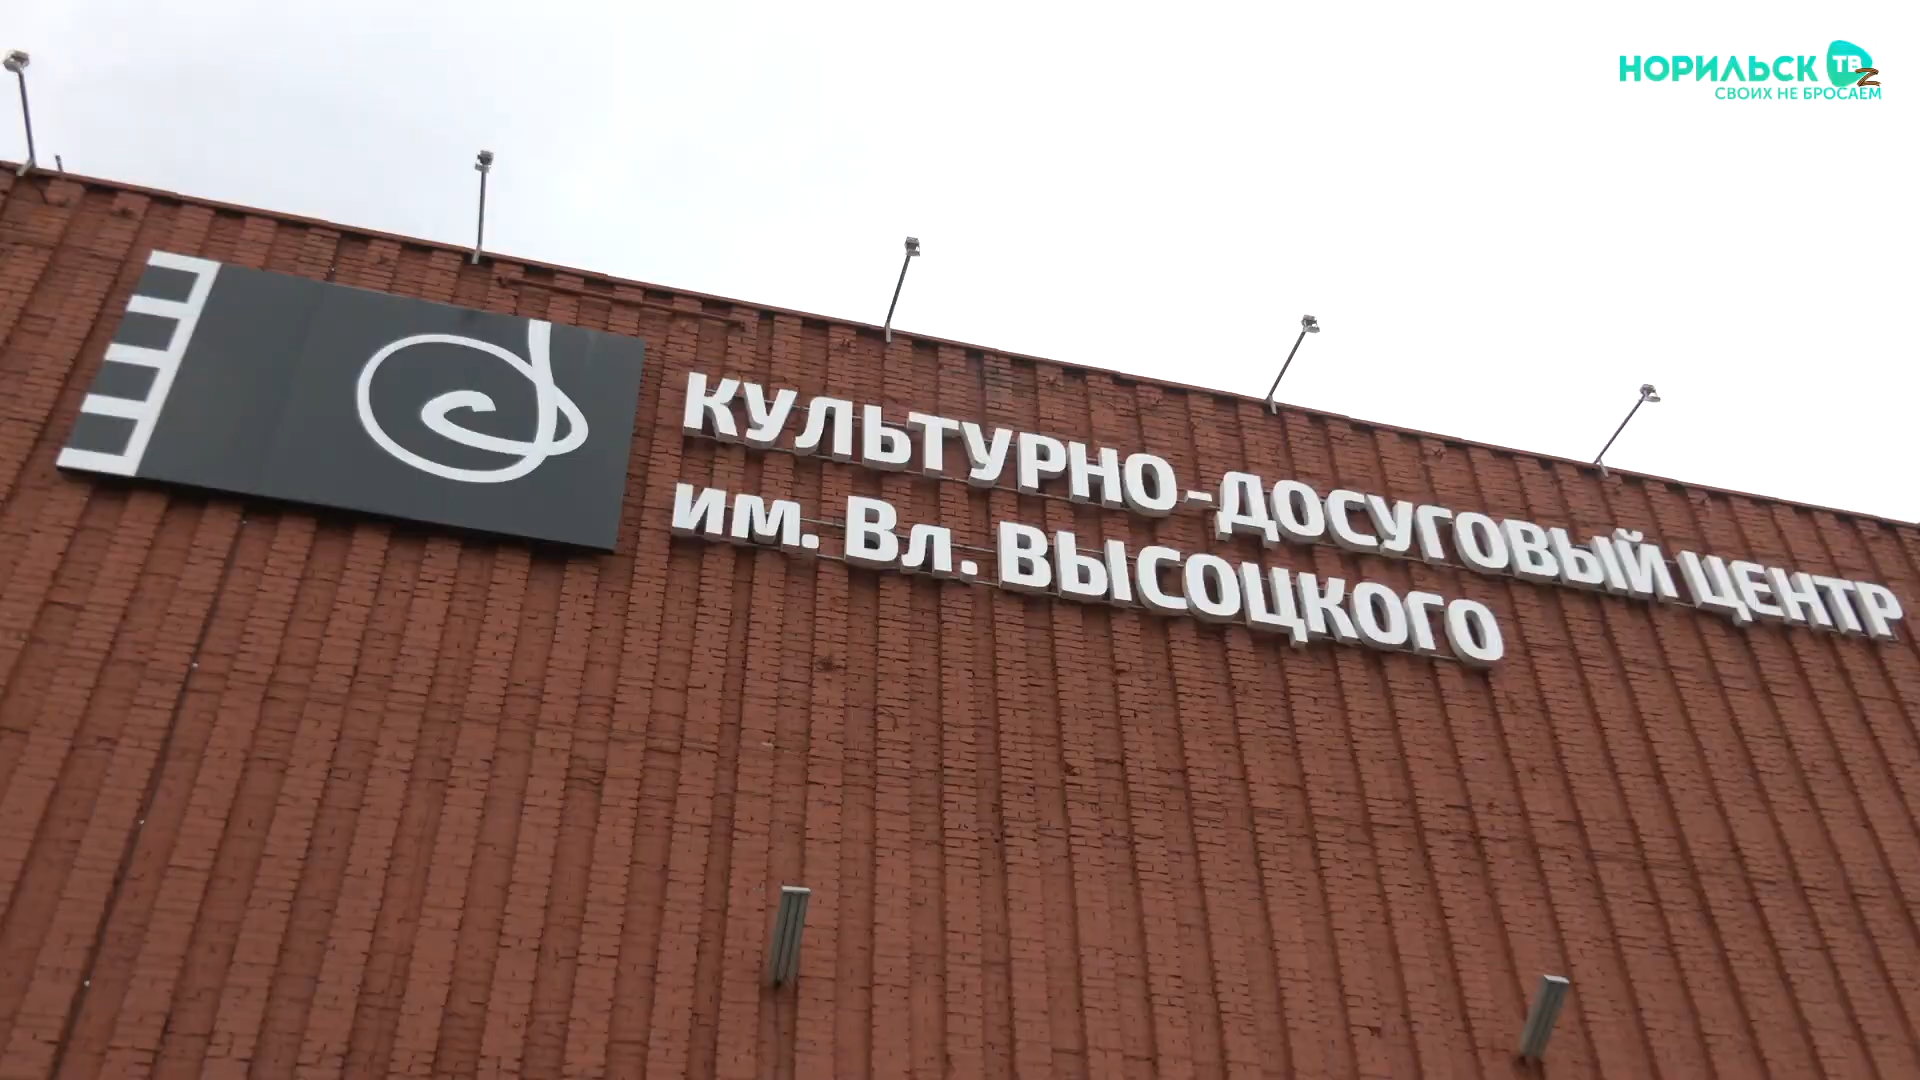 НОРИЛЬСК ТВ
СВОИХ НЕ БРОСАЕМ
КУЛЬТУРНО-ДОСУГОВЫЙ ЦЕНТР
им. Вл. ВЫСОЦКОГО